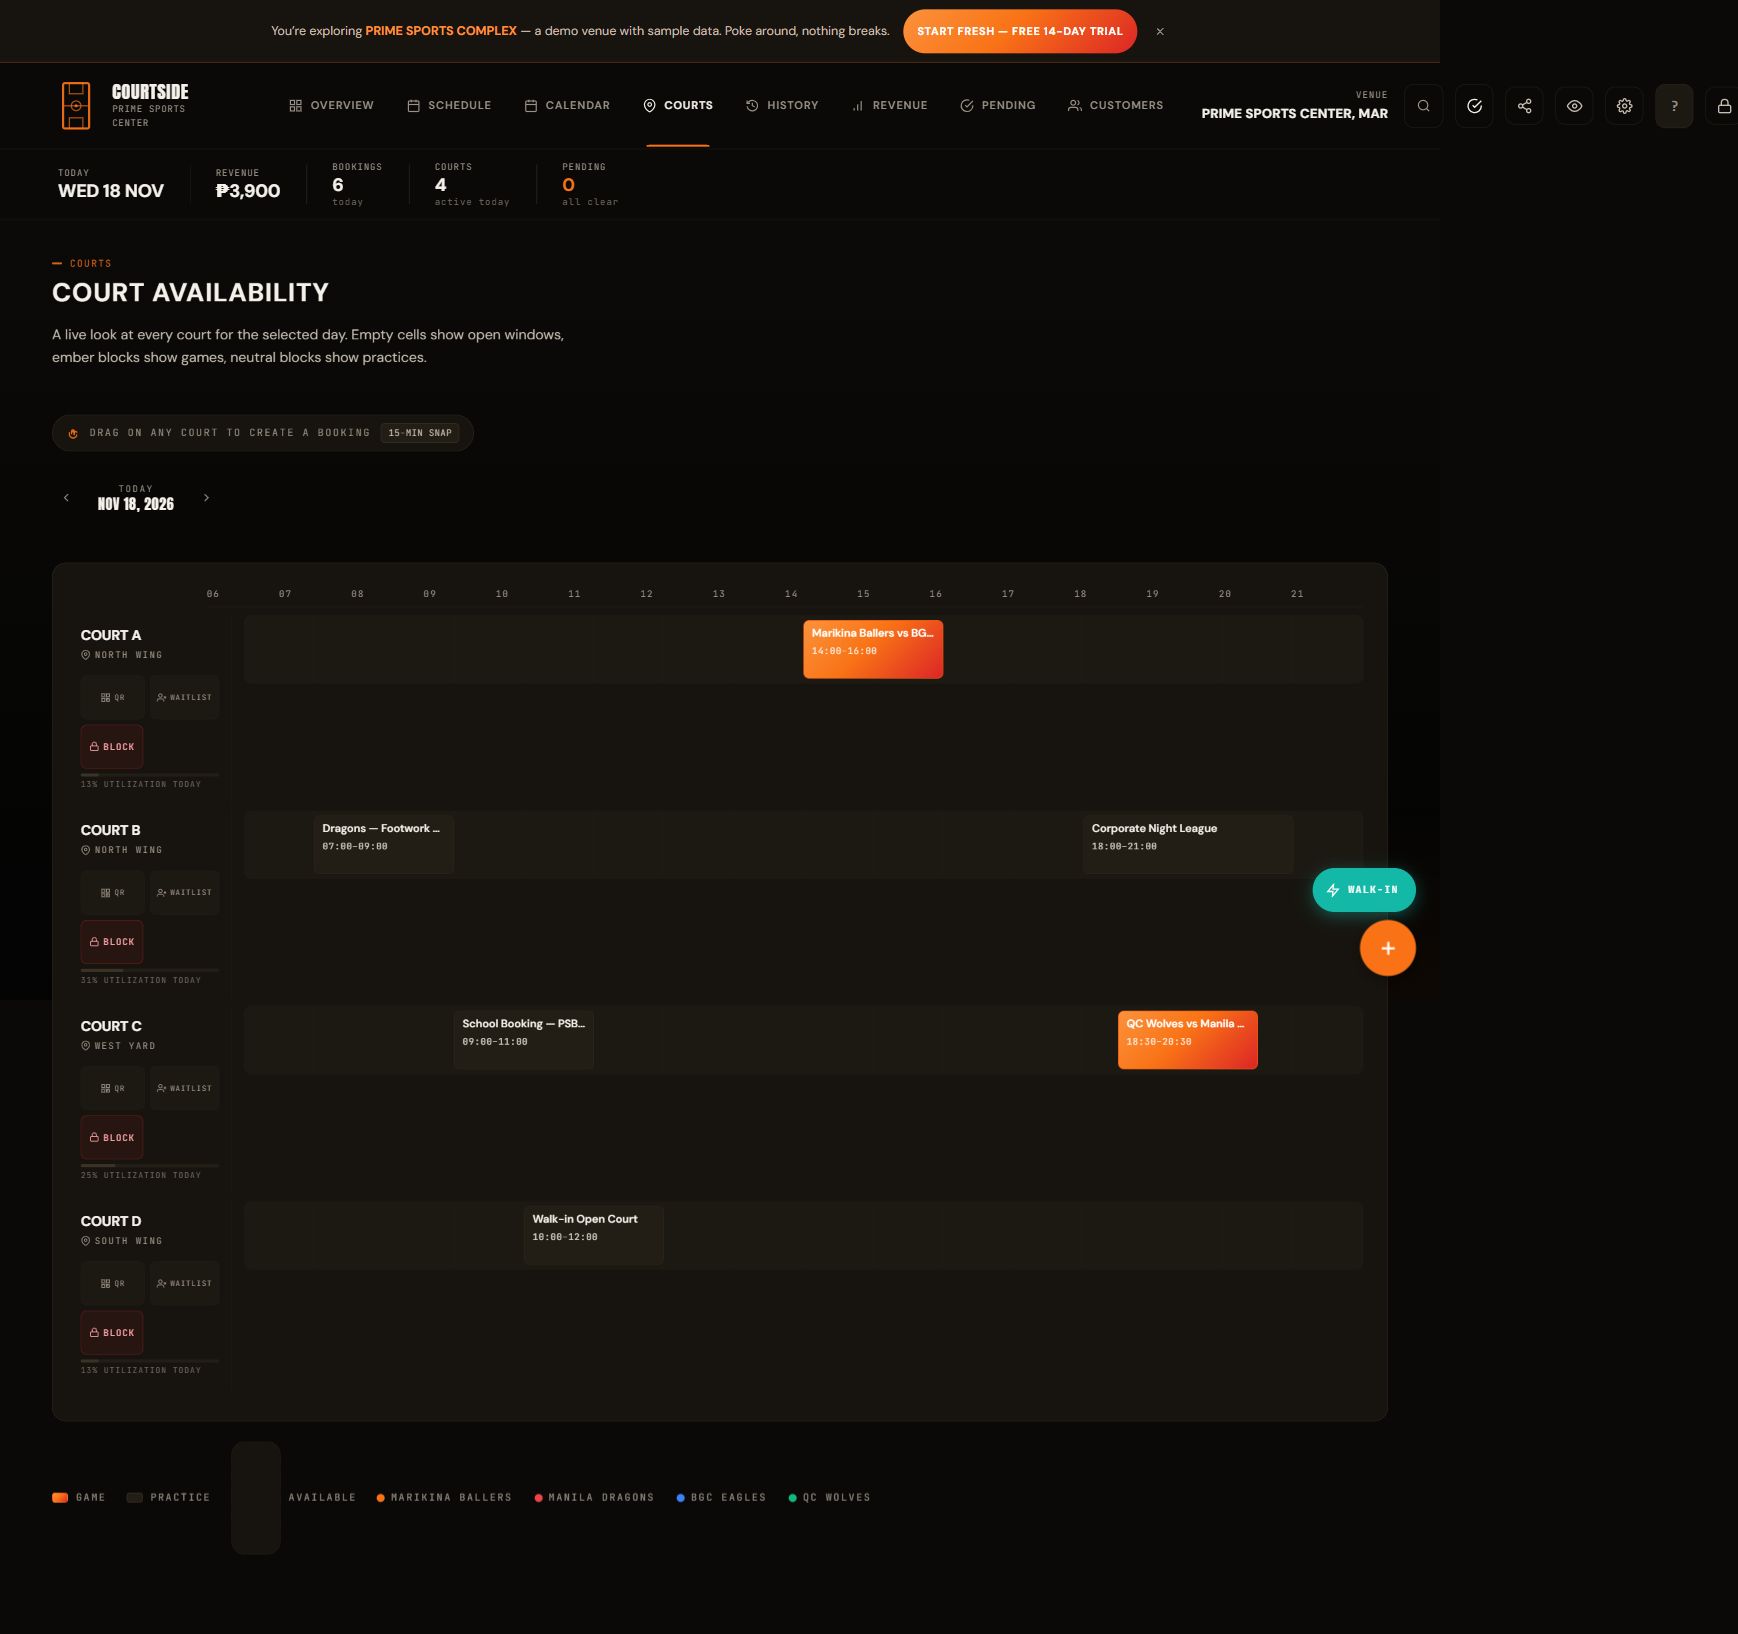 You're exploring PRIME SPORTS COMPLEX — a demo venue with sample data. Poke around, nothing breaks.
START FRESH — FREE 14-DAY TRIAL
×
COURTSIDE
PRIME SPORTS
CENTER
OVERVIEW
SCHEDULE
CALENDAR
COURTS
HISTORY
REVENUE
PENDING
CUSTOMERS
VENUE
PRIME SPORTS CENTER, MAR
?
TODAY
WED 18 NOV
REVENUE
₱3,900
BOOKINGS
6
today
COURTS
4
active today
PENDING
0
all clear
COURTS
COURT AVAILABILITY
A live look at every court for the selected day. Empty cells show open windows,
ember blocks show games, neutral blocks show practices.
DRAG ON ANY COURT TO CREATE A BOOKING
15-MIN SNAP
TODAY
NOV 18, 2026
06 07 08 09 10 11 12 13 14 15 16 17 18 19 20 21
COURT A
NORTH WING
QR
WAITLIST
BLOCK
13% UTILIZATION TODAY
Marikina Ballers vs BG...
14:00-16:00
COURT B
NORTH WING
QR
WAITLIST
BLOCK
31% UTILIZATION TODAY
Dragons — Footwork ...
07:00-09:00
Corporate Night League
18:00-21:00
WALK-IN
+
COURT C
WEST YARD
QR
WAITLIST
BLOCK
25% UTILIZATION TODAY
School Booking — PSB...
09:00-11:00
QC Wolves vs Manila ...
18:30-20:30
COURT D
SOUTH WING
QR
WAITLIST
BLOCK
13% UTILIZATION TODAY
Walk-in Open Court
10:00-12:00
GAME
PRACTICE
AVAILABLE
MARIKINA BALLERS
MANILA DRAGONS
BGC EAGLES
QC WOLVES